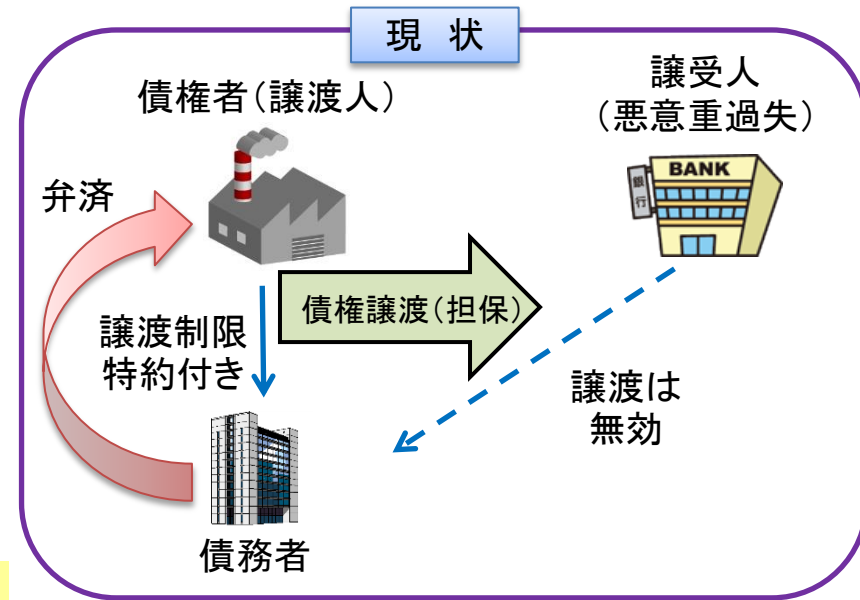 現 状
債権者(譲渡人)
譲受人
(悪意重過失)
弁済
BANK
銀行
債権譲渡(担保)
譲渡制限
特約付き
譲渡は
無効
債務者